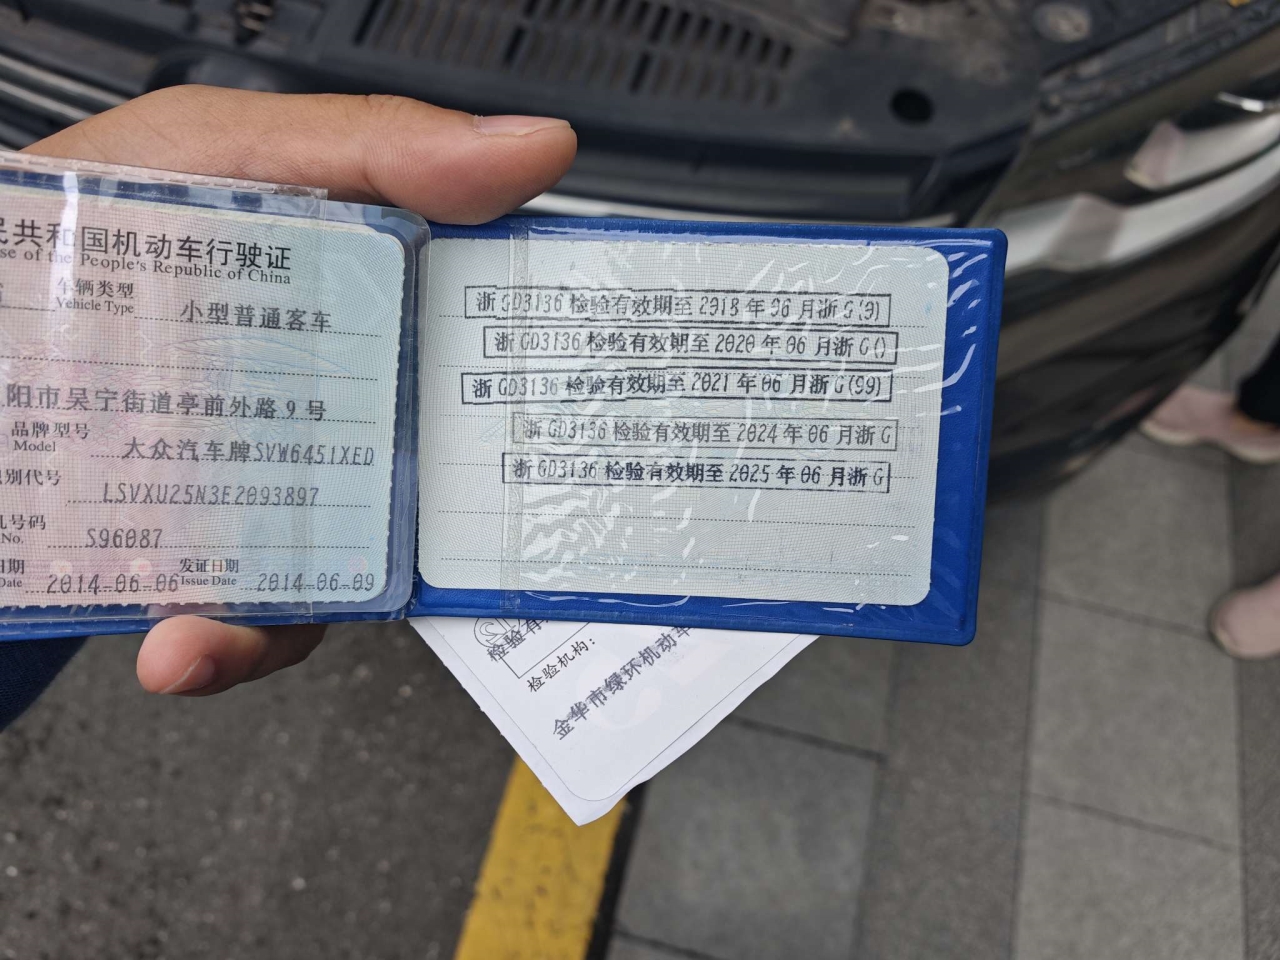 民共和国机动车行驶证
se of the People's Republic of China
车辆类型
Vehicle Type
小型普通客车
阳市吴宁街道亭前外路9号
品牌型号
Model
大众汽车牌SVW6451XED
别代号
LSVXU25N3E2093897
机号码
No.
S96087
日期
Date
2014-06-06
发证日期
Issue Date
2014-06-09
浙GD3136检验有效期至2018年06月浙G(9)
浙GD3136检验有效期至2020年06月浙G()
浙GD3136检验有效期至2021年06月浙G(99)
浙GD3136检验有效期至2024年06月浙G
浙GD3136检验有效期至2025年06月浙G
检验有
检验机构:
金华市绿环机动车